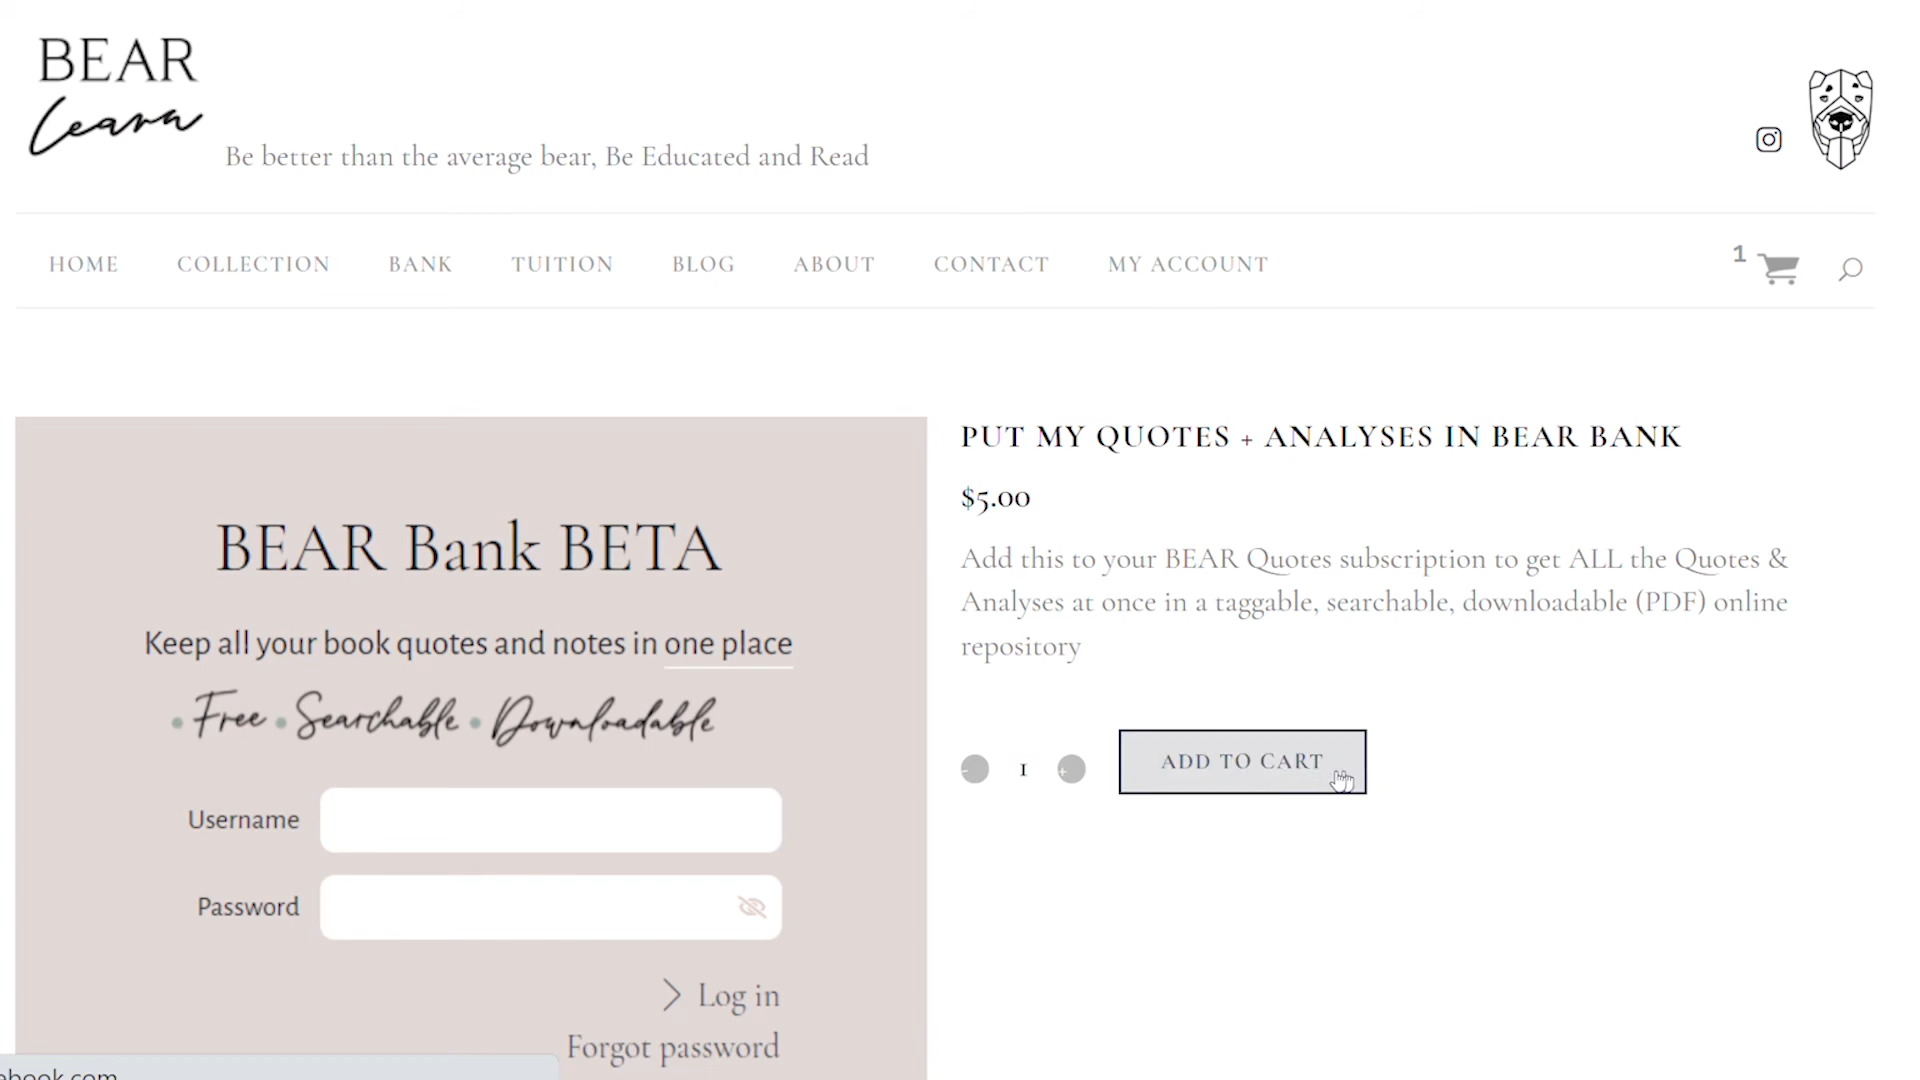 BEAR
Learn
Be better than the average bear, Be Educated and Read
HOME COLLECTION BANK TUITION BLOG ABOUT CONTACT MY ACCOUNT
1
PUT MY QUOTES + ANALYSES IN BEAR BANK
$5.00
Add this to your BEAR Quotes subscription to get ALL the Quotes &
Analyses at once in a taggable, searchable, downloadable (PDF) online
repository
- 1 + ADD TO CART
BEAR Bank BETA
Keep all your book quotes and notes in one place
• Free • Searchable • Downloadable
Username
Password
> Log in
Forgot password